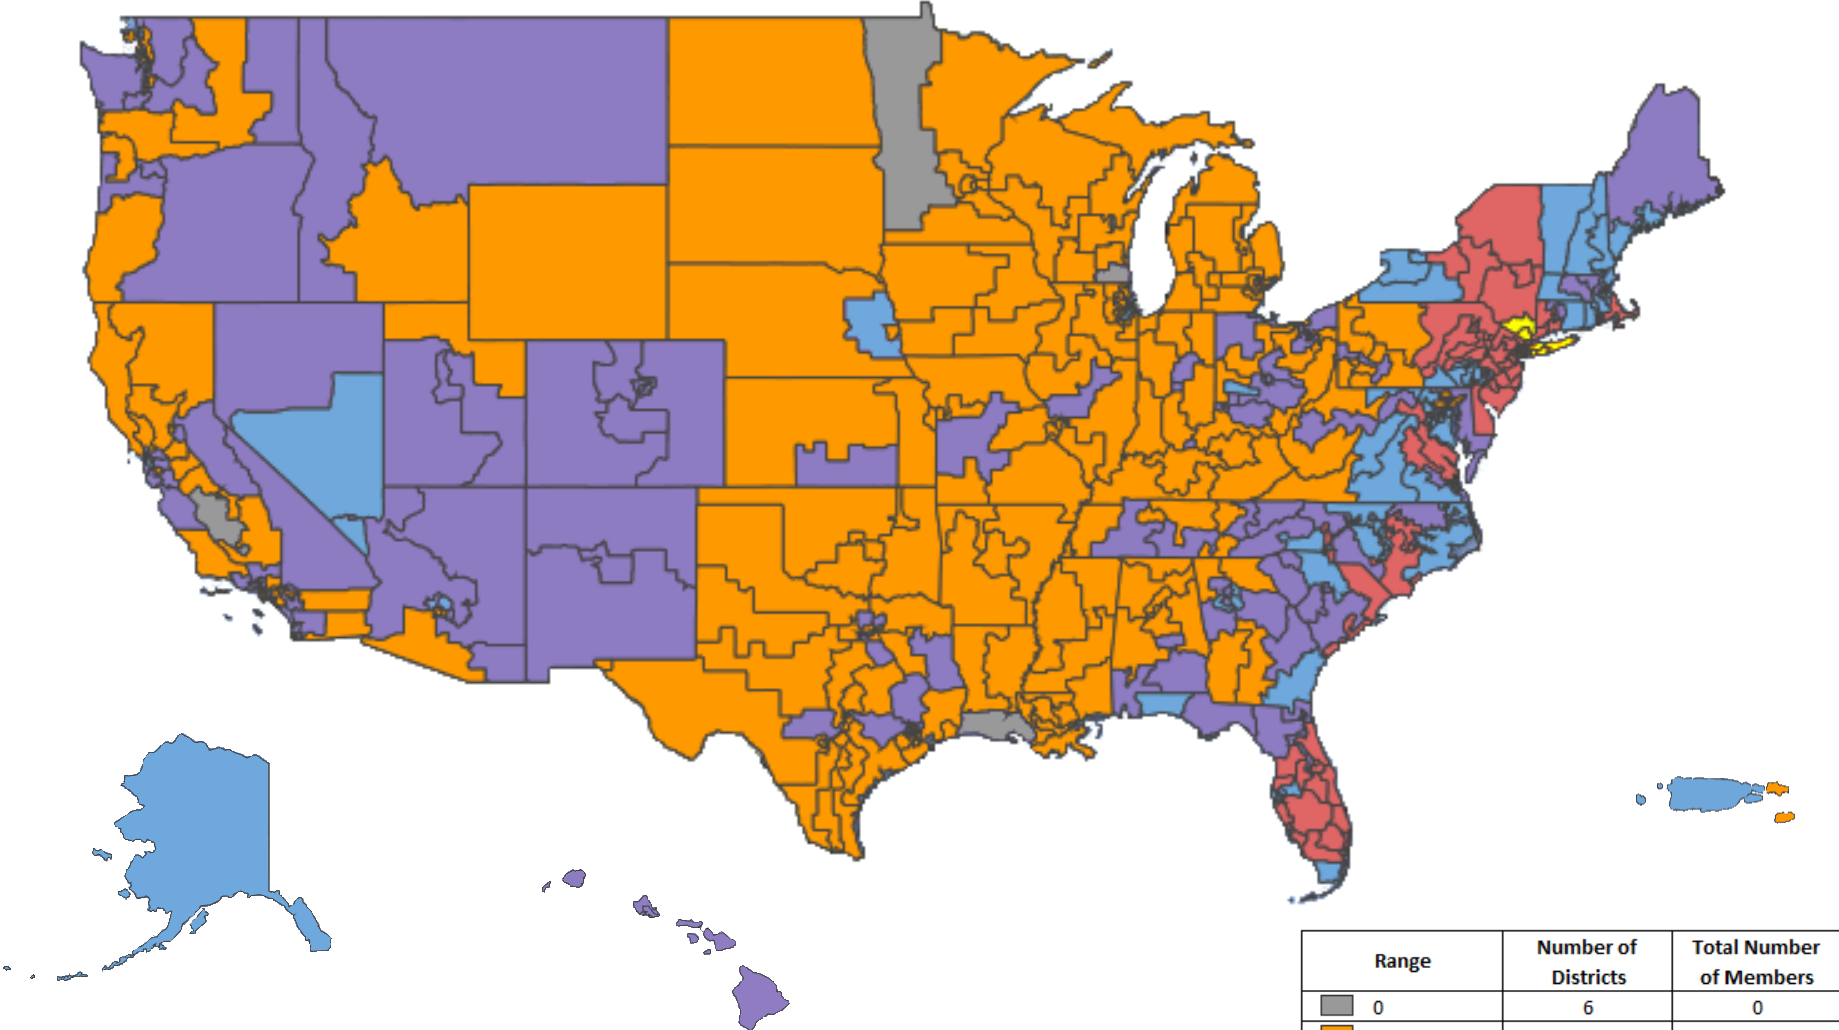 Range
Number of Districts
Total Number of Members
0
6
0